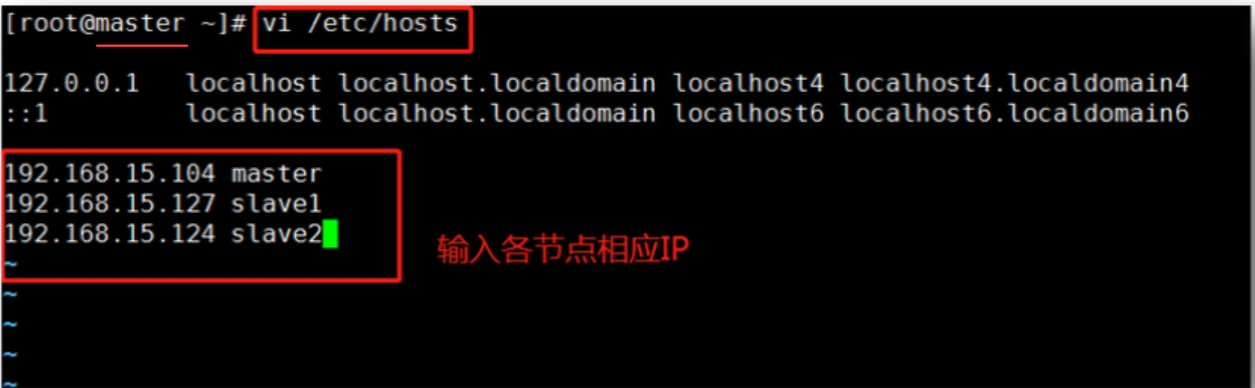 [root@master ~]# vi /etc/hosts
127.0.0.1   localhost localhost.localdomain localhost4 localhost4.localdomain4
::1         localhost localhost.localdomain localhost6 localhost6.localdomain6
192.168.15.104 master
192.168.15.127 slave1
192.168.15.124 slave2
输入各节点相应IP
~
~
~
~
~